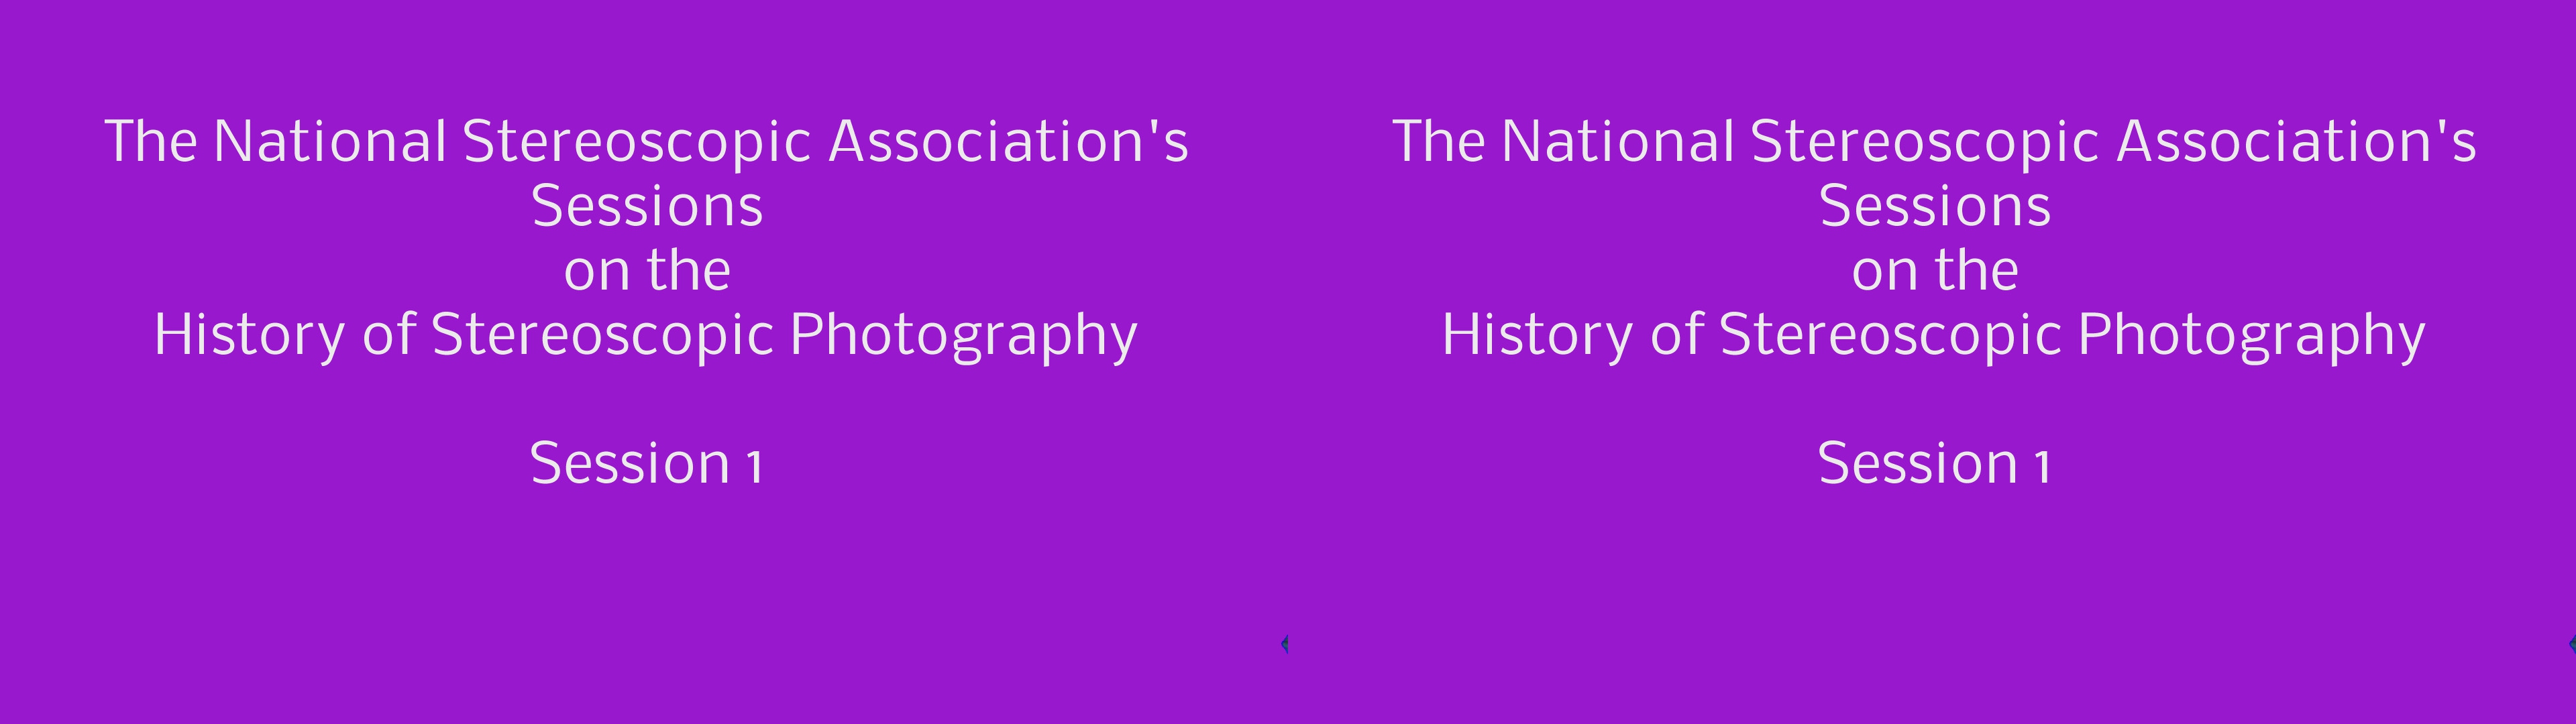 The National Stereoscopic Association's
Sessions
on the
History of Stereoscopic Photography
Session 1
The National Stereoscopic Association's
Sessions
on the
History of Stereoscopic Photography
Session 1